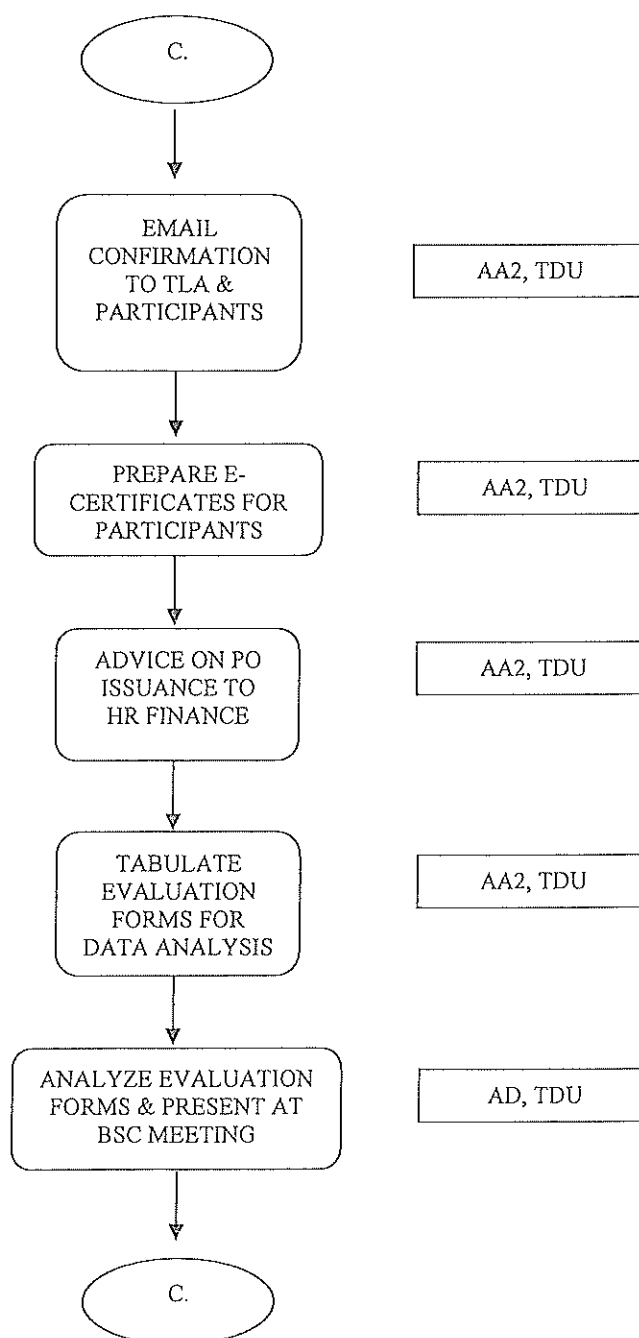 C.
EMAIL
CONFIRMATION
TO TLA &
PARTICIPANTS
AA2, TDU
PREPARE E-
CERTIFICATES FOR
PARTICIPANTS
AA2, TDU
ADVICE ON PO
ISSUANCE TO
HR FINANCE
AA2, TDU
TABULATE
EVALUATION
FORMS FOR
DATA ANALYSIS
AA2, TDU
ANALYZE EVALUATION
FORMS & PRESENT AT
BSC MEETING
AD, TDU
C.